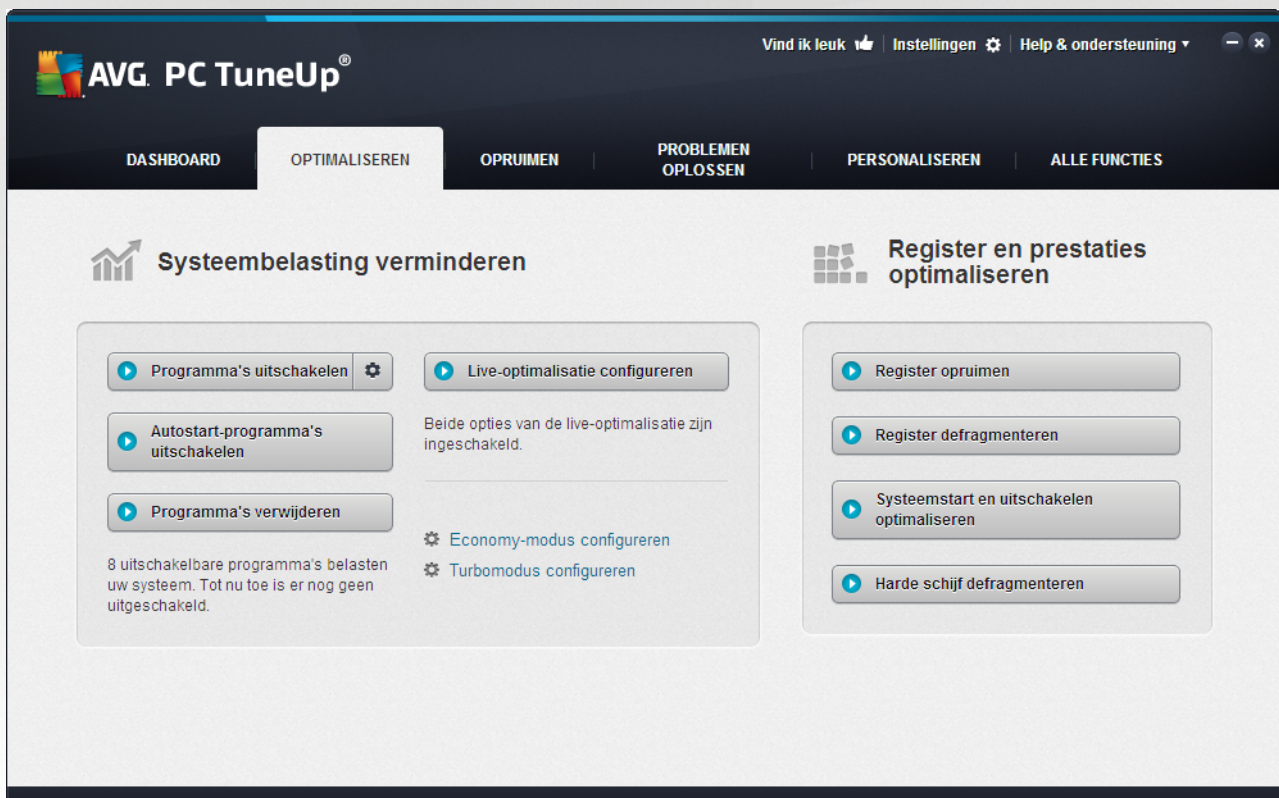 Vind ik leuk
Instellingen
Help & ondersteuning
AVG. PC TuneUp®
DASHBOARD
OPTIMALISEREN
OPRUIMEN
PROBLEMEN
OPLOSSEN
PERSONALISEREN
ALLE FUNCTIES
Systeembelasting verminderen
Programma's uitschakelen
Autostart-programma's
uitschakelen
Programma's verwijderen
8 uitschakelbare programma's belasten
uw systeem. Tot nu toe is er nog geen
uitgeschakeld.
Live-optimalisatie configureren
Beide opties van de live-optimalisatie zijn
ingeschakeld.
Economy-modus configureren
Turbomodus configureren
Register en prestaties
optimaliseren
Register opruimen
Register defragmenteren
Systeemstart en uitschakelen
optimaliseren
Harde schijf defragmenteren